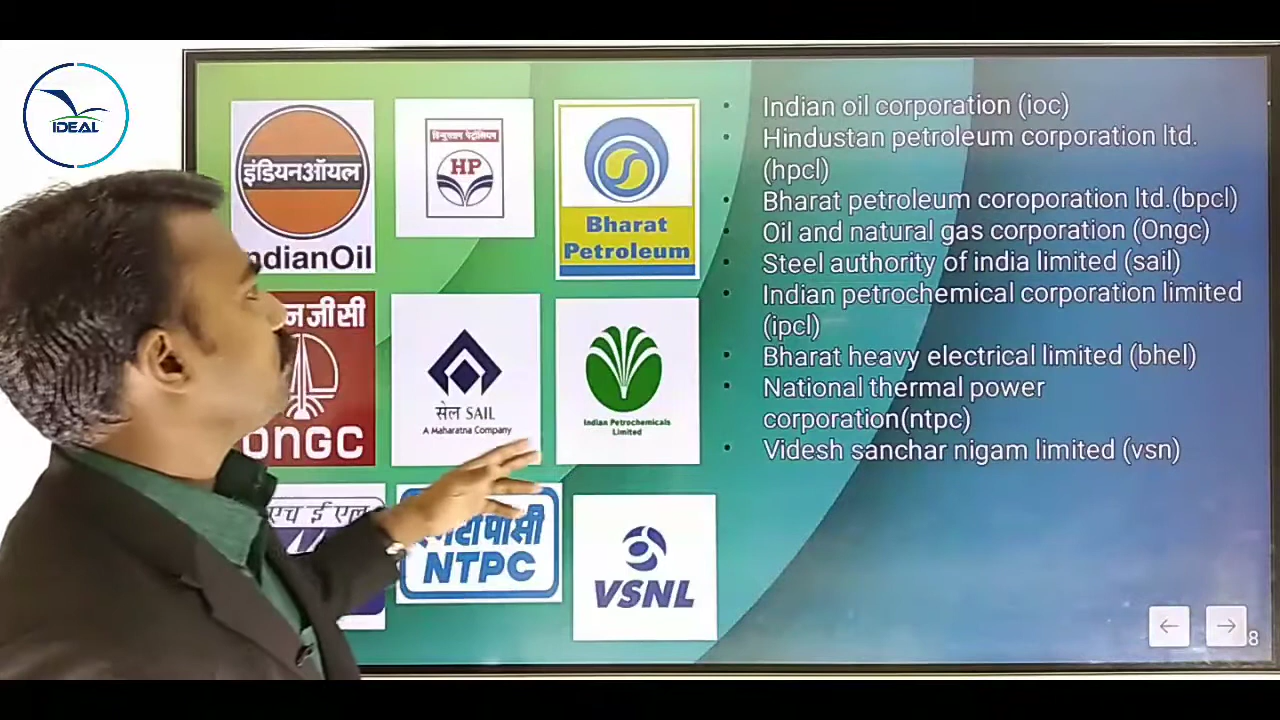 IDEAL
इंडियनऑयल
ndianOil
हिन्दुस्तान पेट्रोलियम
HP
Bharat
Petroleum
न जी सी
ONGC
सेल SAIL
A Maharatna Company
Indian Petrochemicals
Limited
एच ई एल
NTPC
VSNL
• Indian oil corporation (ioc)
• Hindustan petroleum corporation ltd.
(hpcl)
• Bharat petroleum coroporation ltd.(bpcl)
• Oil and natural gas corporation (Ongc)
• Steel authority of india limited (sail)
• Indian petrochemical corporation limited
(ipcl)
• Bharat heavy electrical limited (bhel)
• National thermal power
corporation(ntpc)
• Videsh sanchar nigam limited (vsn)
8